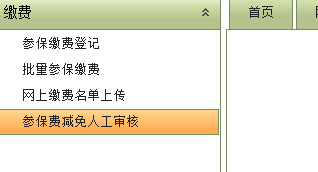 缴费
首页
参保缴费登记
批量参保缴费
网上缴费名单上传
参保费减免人工审核